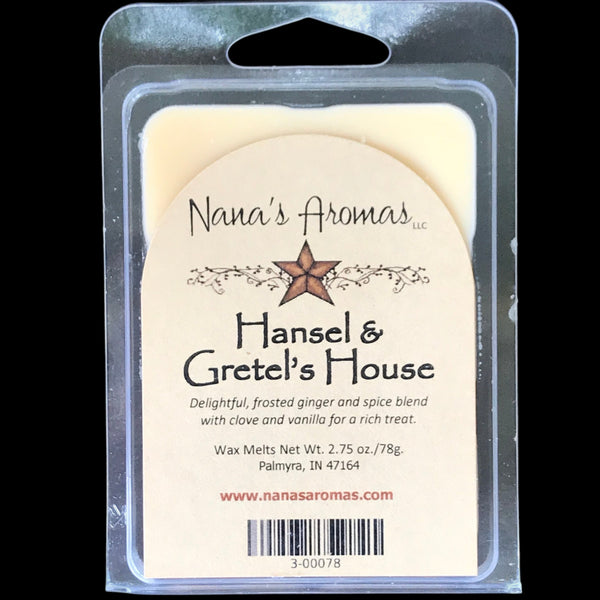 Nana's Aromas LLC
Hansel &
Gretel's House
Delightful, frosted ginger and spice blend
with clove and vanilla for a rich treat.
Wax Melts Net Wt. 2.75 oz./78g.
Palmyra, IN 47164
www.nanasaromas.com
3-00078